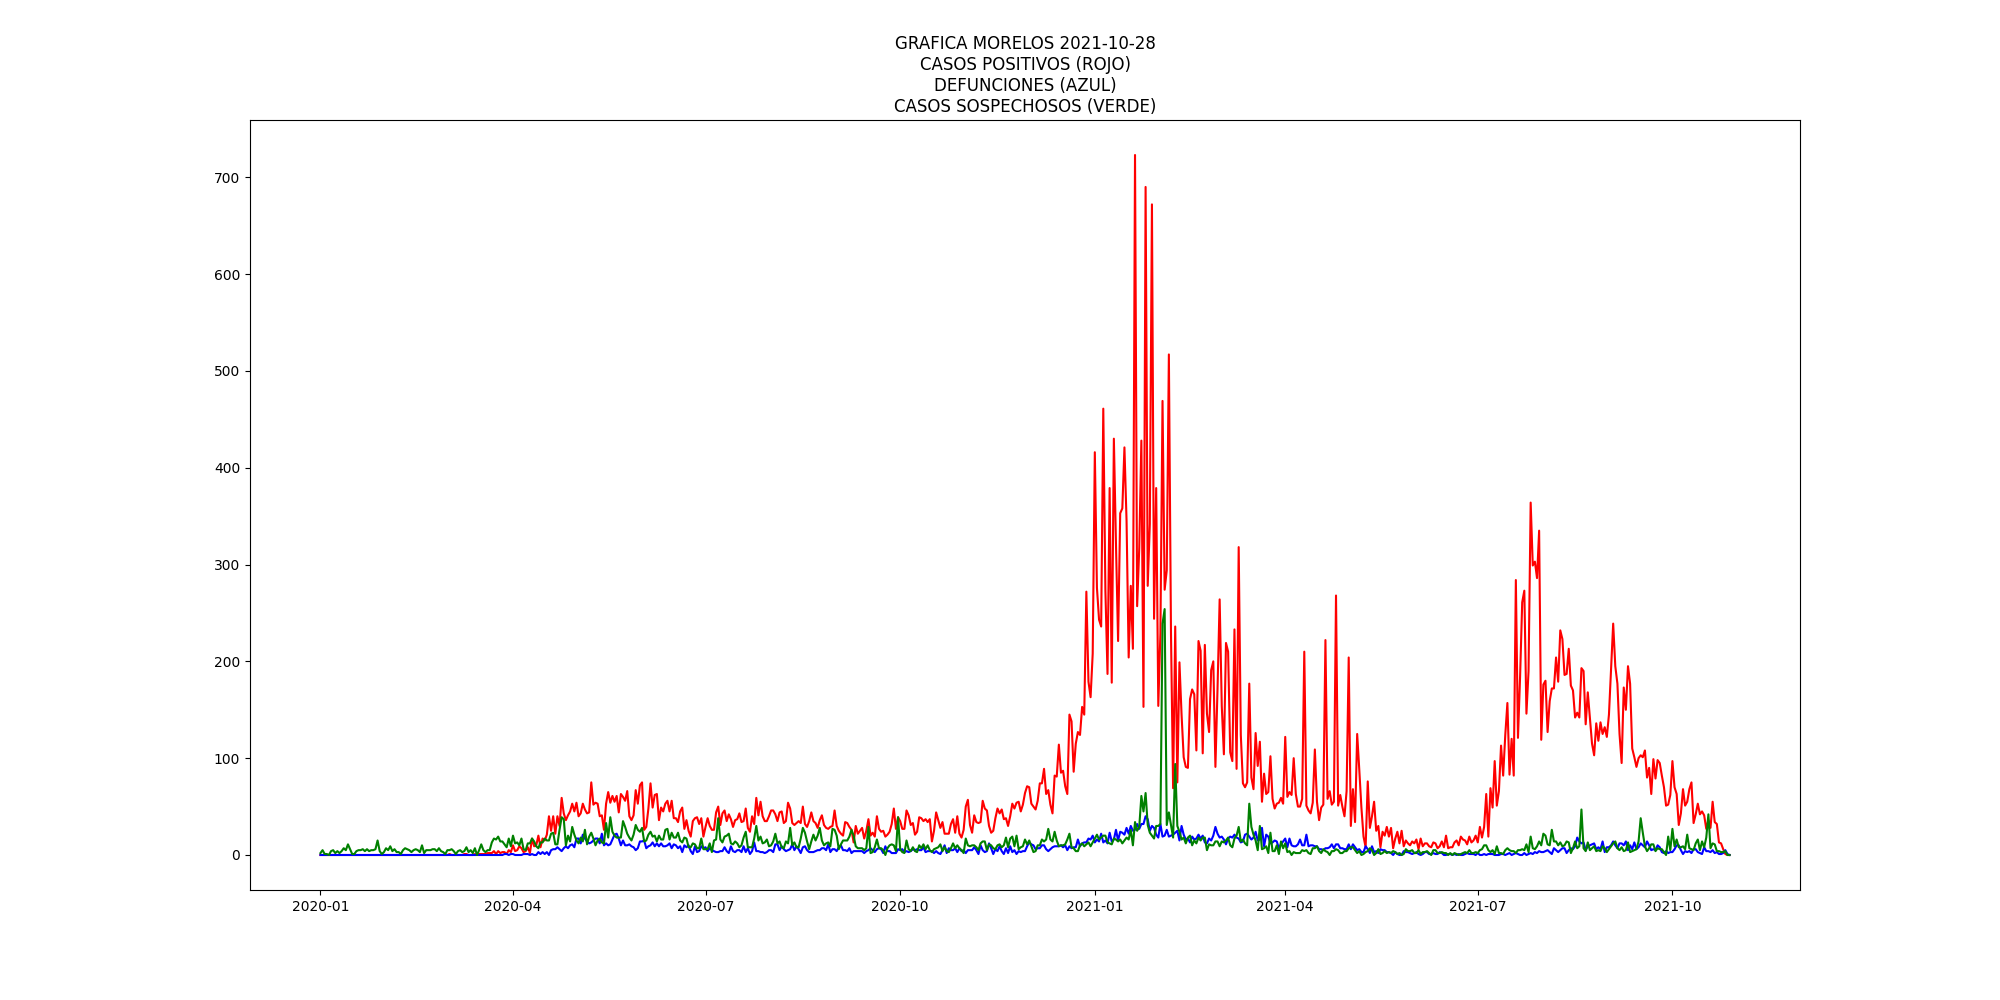 GRAFICA MORELOS 2021-10-28
CASOS POSITIVOS (ROJO)
DEFUNCIONES (AZUL)
CASOS SOSPECHOSOS (VERDE)
700
600
500
400
300
200
100
0
2020-01 2020-04 2020-07 2020-10 2021-01 2021-04 2021-07 2021-10